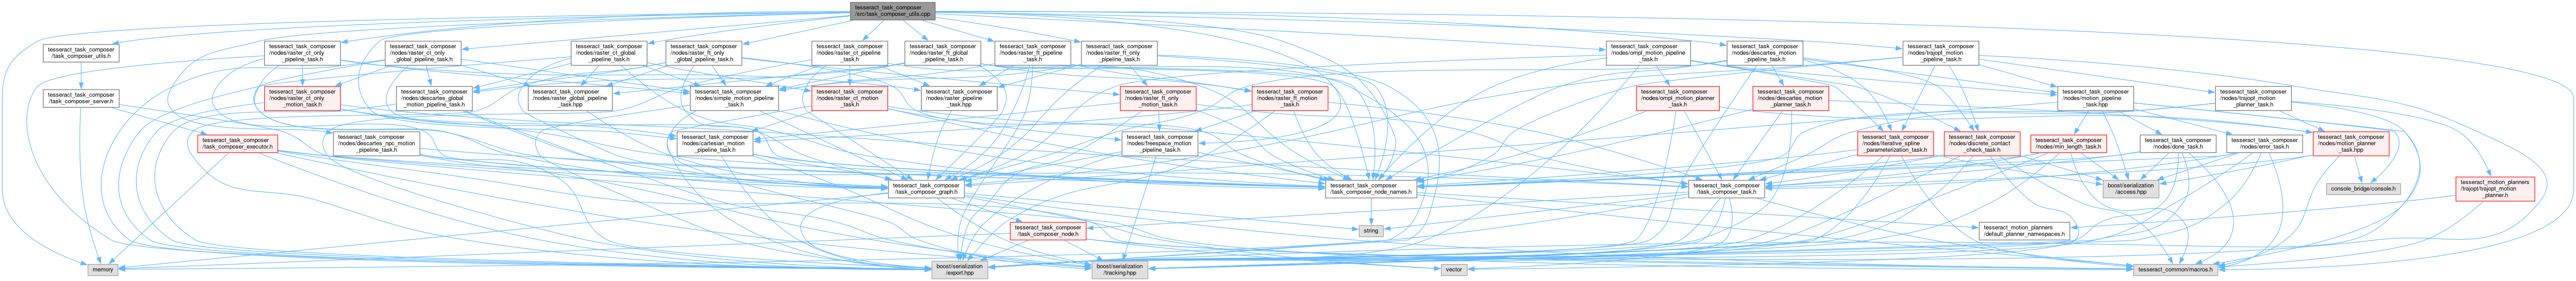 tesseract_task_composer
/src/task_composer_utils.cpp
tesseract_task_composer
/task_composer_utils.h
tesseract_task_composer
/nodes/raster_ct_only
_pipeline_task.h
tesseract_task_composer
/nodes/raster_ct_only
_global_pipeline_task.h
tesseract_task_composer
/nodes/raster_ct_global
_pipeline_task.h
tesseract_task_composer
/nodes/raster_ft_only
_global_pipeline_task.h
tesseract_task_composer
/nodes/raster_ct_pipeline
_task.h
tesseract_task_composer
/nodes/raster_ft_global
_pipeline_task.h
tesseract_task_composer
/nodes/raster_ft_pipeline
_task.h
tesseract_task_composer
/nodes/raster_ft_only
_pipeline_task.h
tesseract_task_composer
/nodes/ompl_motion_pipeline
_task.h
tesseract_task_composer
/nodes/descartes_motion
_pipeline_task.h
tesseract_task_composer
/nodes/trajopt_motion
_pipeline_task.h
tesseract_task_composer
/task_composer_server.h
tesseract_task_composer
/nodes/raster_ct_only
_motion_task.h
tesseract_task_composer
/nodes/descartes_global
_motion_pipeline_task.h
tesseract_task_composer
/nodes/raster_global_pipeline
_task.hpp
tesseract_task_composer
/nodes/simple_motion_pipeline
_task.h
tesseract_task_composer
/nodes/raster_ct_motion
_task.h
tesseract_task_composer
/nodes/raster_pipeline
_task.hpp
tesseract_task_composer
/nodes/raster_ft_only
_motion_task.h
tesseract_task_composer
/nodes/raster_ft_motion
_task.h
tesseract_task_composer
/nodes/ompl_motion_planner
_task.h
tesseract_task_composer
/nodes/descartes_motion
_planner_task.h
tesseract_task_composer
/nodes/motion_pipeline
_task.hpp
tesseract_task_composer
/nodes/trajopt_motion
_planner_task.h
tesseract_task_composer
/task_composer_executor.h
tesseract_task_composer
/nodes/descartes_npc_motion
_pipeline_task.h
tesseract_task_composer
/nodes/cartesian_motion
_pipeline_task.h
tesseract_task_composer
/nodes/freespace_motion
_pipeline_task.h
tesseract_task_composer
/nodes/iterative_spline
_parameterization_task.h
tesseract_task_composer
/nodes/discrete_contact
_check_task.h
tesseract_task_composer
/nodes/min_length_task.h
tesseract_task_composer
/nodes/done_task.h
tesseract_task_composer
/nodes/error_task.h
tesseract_task_composer
/nodes/motion_planner
_task.hpp
tesseract_task_composer
/task_composer_graph.h
tesseract_task_composer
/task_composer_node_names.h
tesseract_task_composer
/task_composer_task.h
boost/serialization
/access.hpp
console_bridge/console.h
tesseract_motion_planners
/trajopt/trajopt_motion
_planner.h
tesseract_task_composer
/task_composer_node.h
string
tesseract_motion_planners
/default_planner_namespaces.h
memory
boost/serialization
/export.hpp
boost/serialization
/tracking.hpp
vector
tesseract_common/macros.h